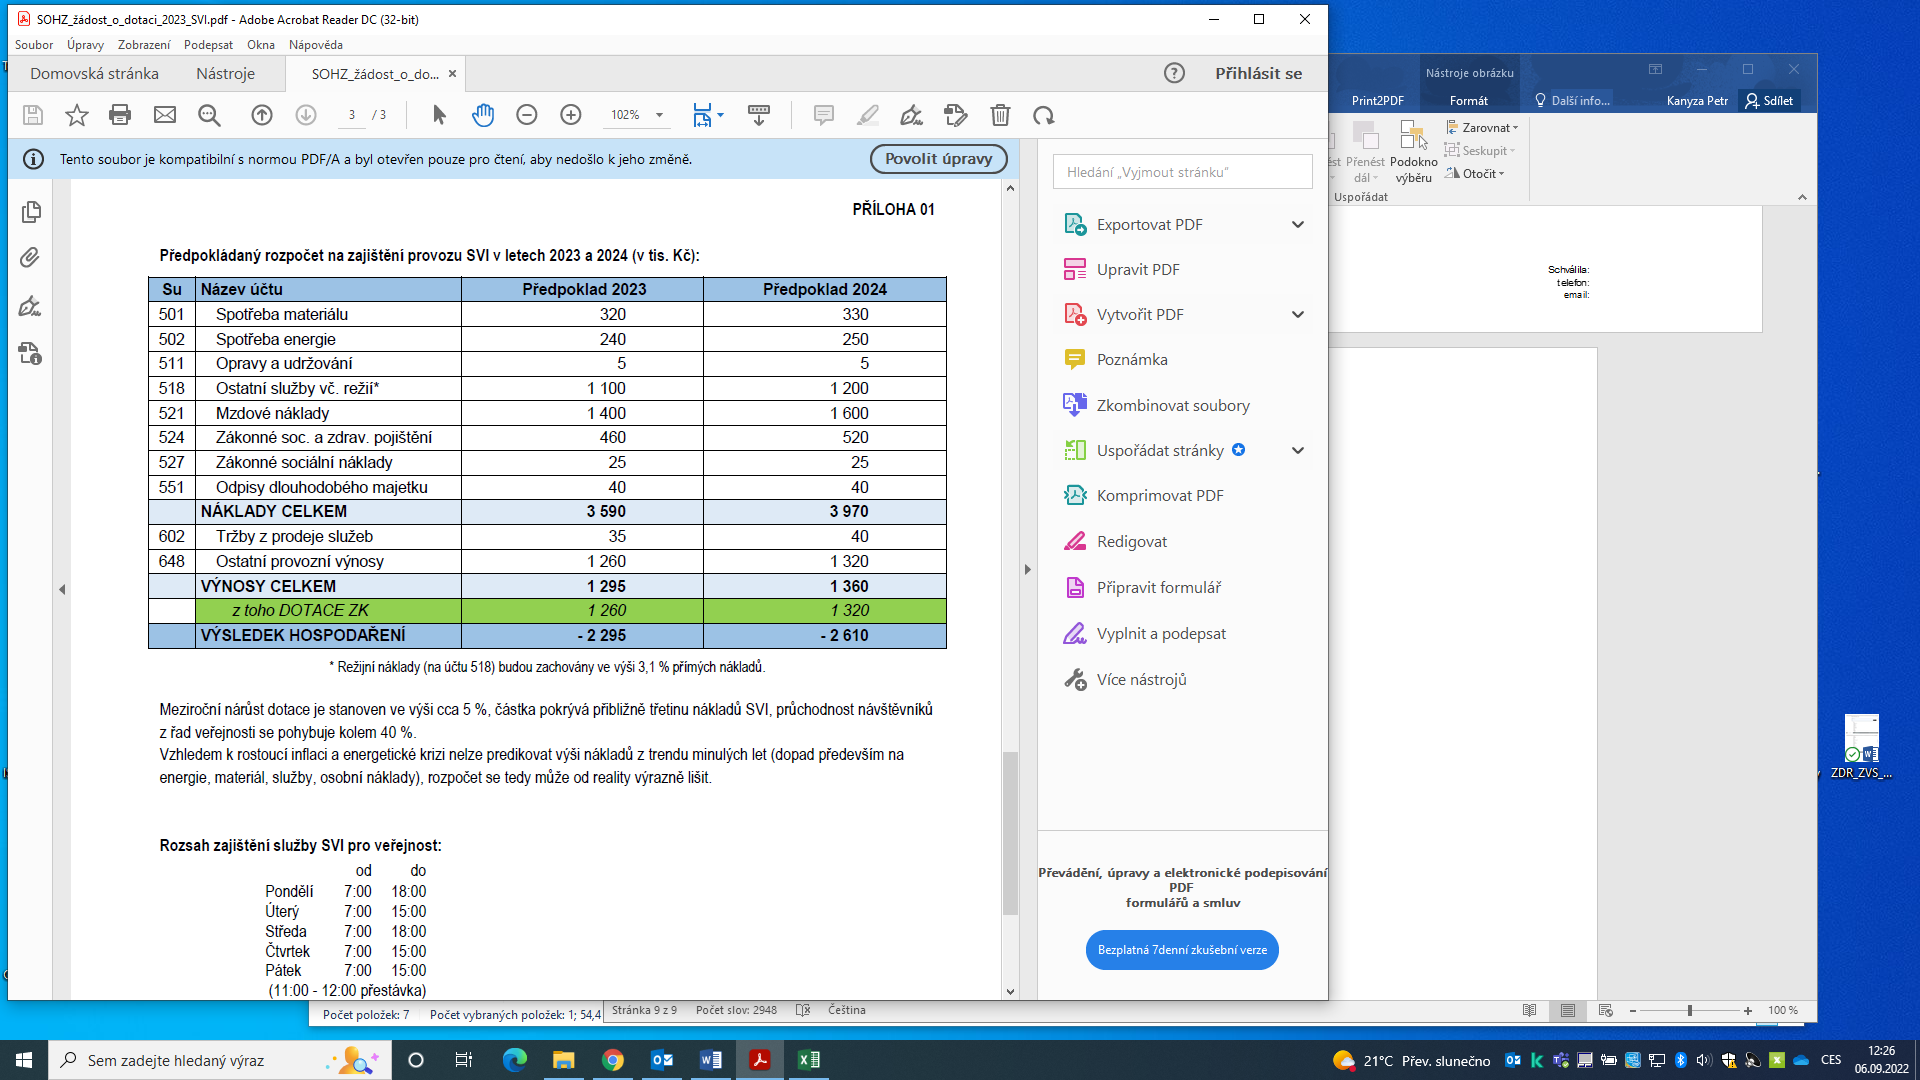 SOHZ_žádost_o_dotaci_2023_SVI.pdf - Adobe Acrobat Reader DC (32-bit)
Soubor Úpravy Zobrazení Podepsat Okna Nápověda
Domovská stránka Nástroje SOHZ_žádost_o_do... × Přihlásit se
3 / 3 102%
Tento soubor je kompatibilní s normou PDF/A a byl otevřen pouze pro čtení, aby nedošlo k jeho změně. Povolit úpravy
PŘÍLOHA 01
Předpokládaný rozpočet na zajištění provozu SVI v letech 2023 a 2024 (v tis. Kč):
Su Název účtu Předpoklad 2023 Předpoklad 2024
501 Spotřeba materiálu 320 330
502 Spotřeba energie 240 250
511 Opravy a udržování 5 5
518 Ostatní služby vč. režií* 1 100 1 200
521 Mzdové náklady 1 400 1 600
524 Zákonné soc. a zdrav. pojištění 460 520
527 Zákonné sociální náklady 25 25
551 Odpisy dlouhodobého majetku 40 40
NÁKLADY CELKEM 3 590 3 970
602 Tržby z prodeje služeb 35 40
648 Ostatní provozní výnosy 1 260 1 320
VÝNOSY CELKEM 1 295 1 360
z toho DOTACE ZK 1 260 1 320
VÝSLEDEK HOSPODAŘENÍ - 2 295 - 2 610
* Režijní náklady (na účtu 518) budou zachovány ve výši 3,1 % přímých nákladů.
Meziroční nárůst dotace je stanoven ve výši cca 5 %, částka pokrývá přibližně třetinu nákladů SVI, průchodnost návštěvníků
z řad veřejnosti se pohybuje kolem 40 %.
Vzhledem k rostoucí inflaci a energetické krizi nelze predikovat výši nákladů z trendu minulých let (dopad především na
energie, materiál, služby, osobní náklady), rozpočet se tedy může od reality výrazně lišit.
Rozsah zajištění služby SVI pro veřejnost:
od do
Pondělí 7:00 18:00
Úterý 7:00 15:00
Středa 7:00 18:00
Čtvrtek 7:00 15:00
Pátek 7:00 15:00
(11:00 - 12:00 přestávka)
Hledání „Vyjmout stránku“
Exportovat PDF
Upravit PDF
Vytvořit PDF
Poznámka
Zkombinovat soubory
Uspořádat stránky
Komprimovat PDF
Redigovat
Připravit formulář
Vyplnit a podepsat
Více nástrojů
Převádění, úpravy a elektronické podepisování
PDF
formulářů a smluv
Bezplatná 7denní zkušební verze
Nástroje obrázku
Print2PDF Formát Další info... Kanyza Petr Sdílet
Přenést dál
Podokno výběru
Zarovnat
Seskupit
Otočit
Uspořádat
Schválila:
telefon:
email:
ZDR_ZVS_...
Počet položek: 7 Počet vybraných položek: 1; 54,4
Stránka 9 z 9 Počet slov: 2948 Čeština 100 %
Sem zadejte hledaný výraz
21°C Přev. slunečno CES
12:26
06.09.2022